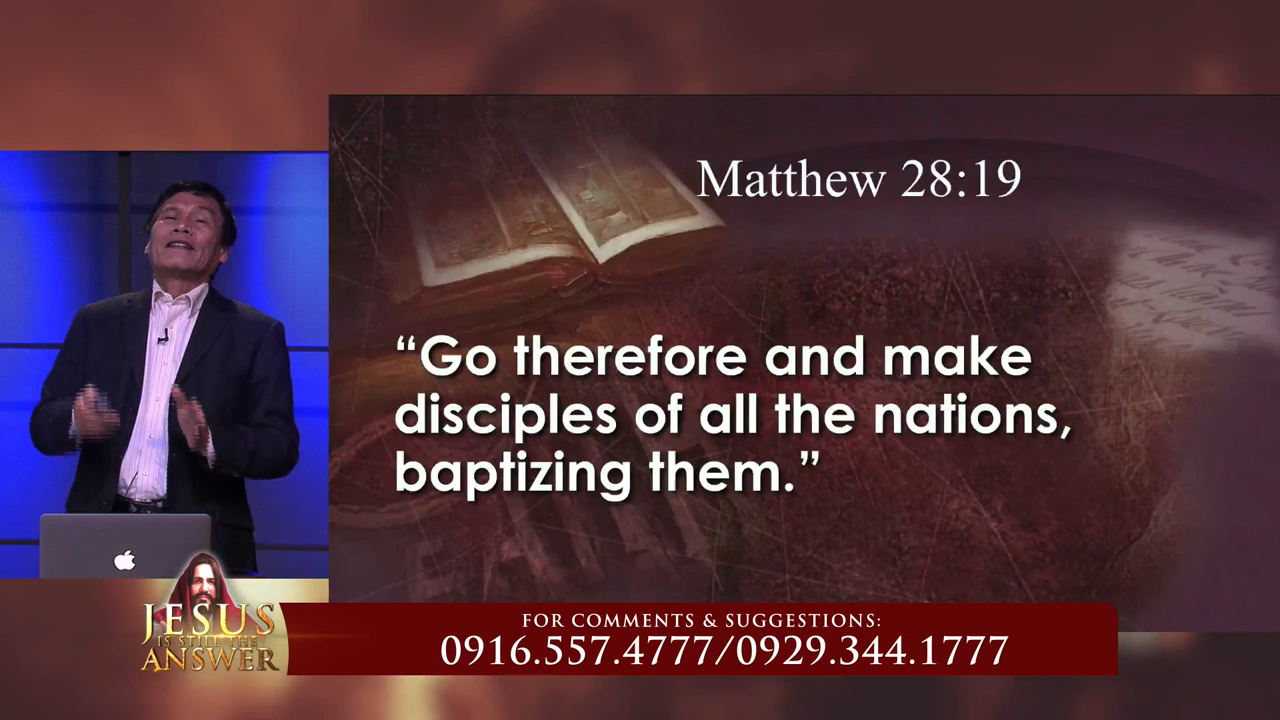 Matthew 28:19
“Go therefore and make
disciples of all the nations,
baptizing them.”
JESUS
IS STILL THE
ANSWER
FOR COMMENTS & SUGGESTIONS:
0916.557.4777/0929.344.1777